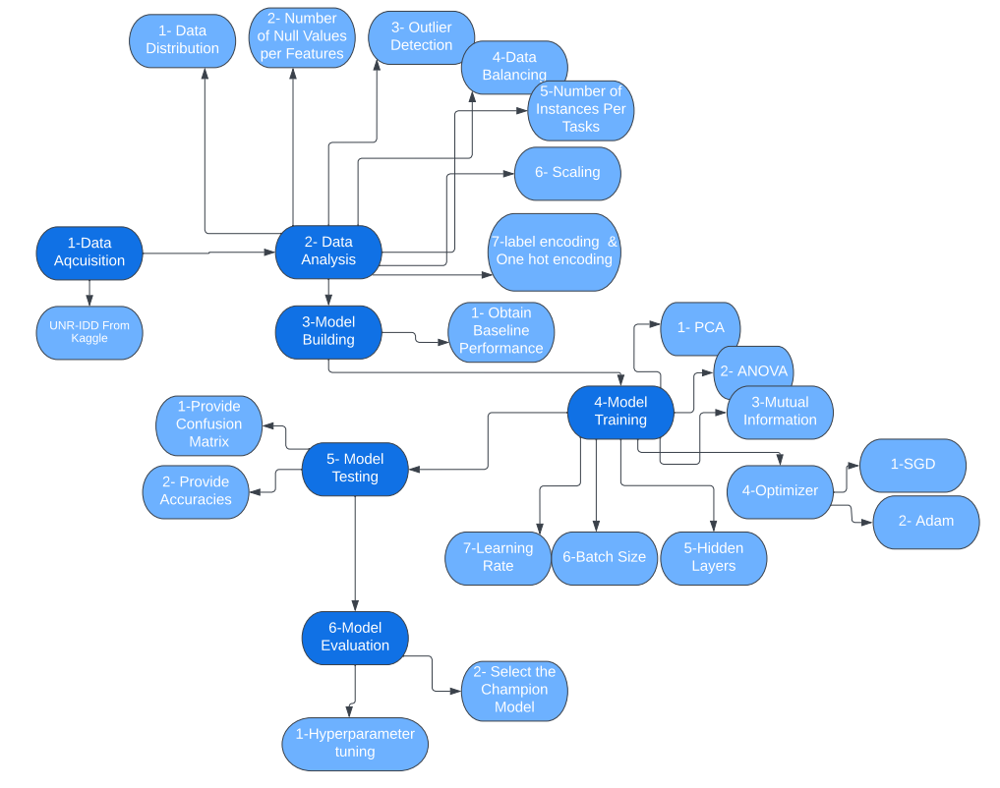 1- Data
Distribution
2- Number
of Null Values
per Features
3- Outlier
Detection
4-Data
Balancing
5-Number of
Instances Per
Tasks
6- Scaling
7-label encoding  &
One hot encoding
1-Data
Aqcuisition
2- Data
Analysis
UNR-IDD From
Kaggle
3-Model
Building
1- Obtain
Baseline
Performance
1- PCA
2- ANOVA
3-Mutual
Information
4-Model
Training
4-Optimizer
1-SGD
2- Adam
1-Provide
Confusion
Matrix
5- Model
Testing
2- Provide
Accuracies
7-Learning
Rate
6-Batch Size
5-Hidden
Layers
6-Model
Evaluation
2- Select the
Champion
Model
1-Hyperparameter
tuning